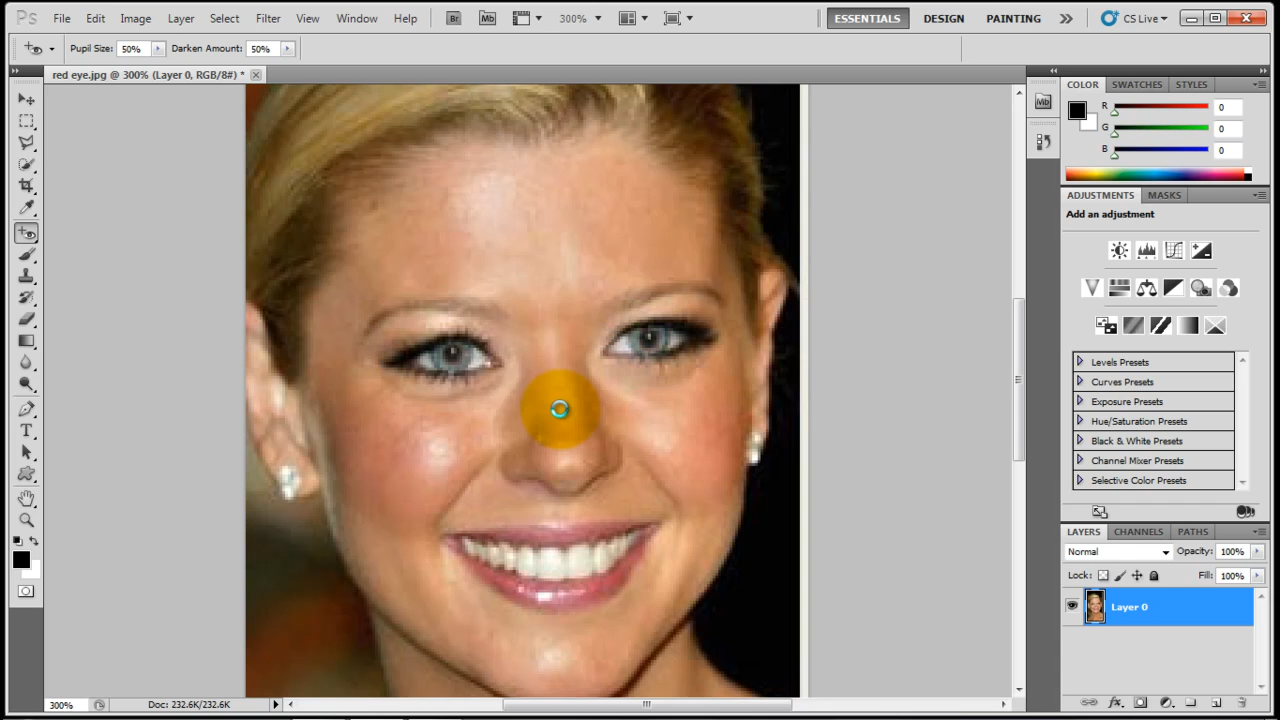 Ps File Edit Image Layer Select Filter View Window Help Br Mb 300% ESSENTIALS DESIGN PAINTING CS Live
Pupil Size: 50% Darken Amount: 50%
red eye.jpg @ 300% (Layer 0, RGB/8#) *
Mb
COLOR SWATCHES STYLES
R 0
G 0
B 0
ADJUSTMENTS MASKS
Add an adjustment
Levels Presets
Curves Presets
Exposure Presets
Hue/Saturation Presets
Black & White Presets
Channel Mixer Presets
Selective Color Presets
LAYERS CHANNELS PATHS
Normal Opacity: 100%
Lock: Fill: 100%
Layer 0
T
fx
300% Doc: 232.6K/232.6K